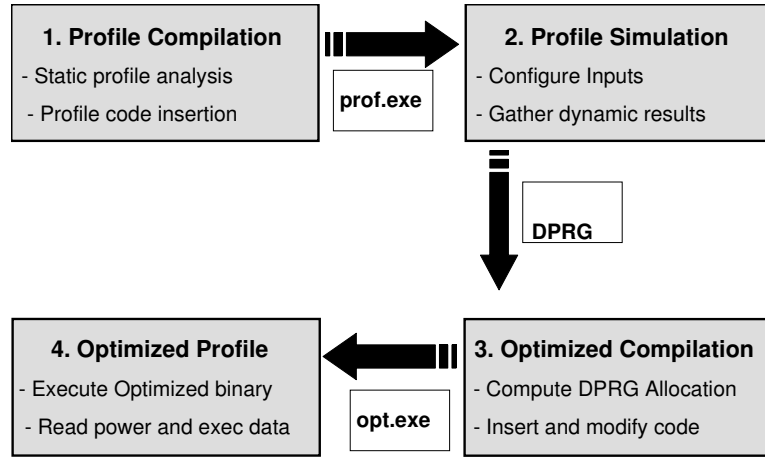 1. Profile Compilation
- Static profile analysis
- Profile code insertion
prof.exe
2. Profile Simulation
- Configure Inputs
- Gather dynamic results
DPRG
3. Optimized Compilation
- Compute DPRG Allocation
- Insert and modify code
opt.exe
4. Optimized Profile
- Execute Optimized binary
- Read power and exec data